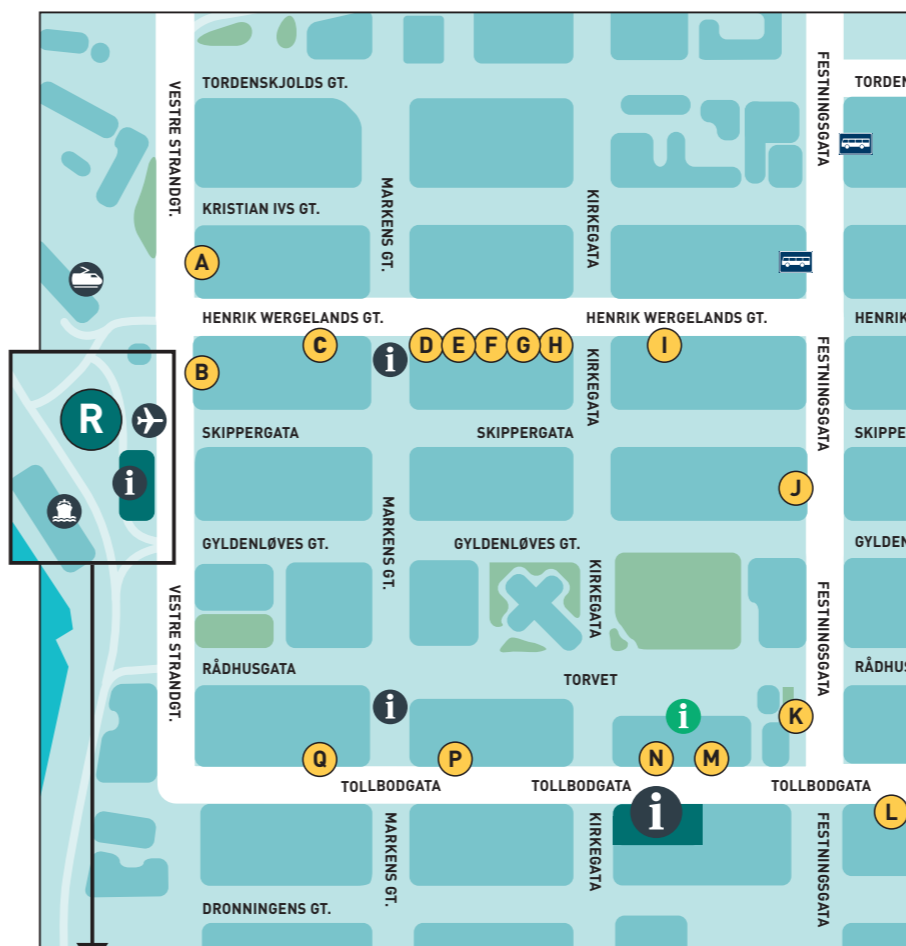 TORDENSKJOLDS GT.
TORDEN
VESTRE STRANDGT.
FESTNINGSGATA
MARKENS GT.
KIRKEGATA
KRISTIAN IVS GT.
A
HENRIK WERGELANDS GT.
HENRIK WERGELANDS GT.
HENRIK
B
C
i
D
E
F
G
H
I
KIRKEGATA
FESTNINGSGATA
R
i
SKIPPERGATA
SKIPPERGATA
SKIPPE
J
MARKENS GT.
GYLDENLØVES GT.
GYLDENLØVES GT.
GYLDEN
KIRKEGATA
VESTRE STRANDGT.
FESTNINGSGATA
RÅDHUSGATA
TORVET
RÅDHUS
i
i
K
Q
P
N
M
TOLLBODGATA
TOLLBODGATA
TOLLBODGATA
i
L
MARKENS GT.
KIRKEGATA
FESTNINGSGATA
DRONNINGENS GT.